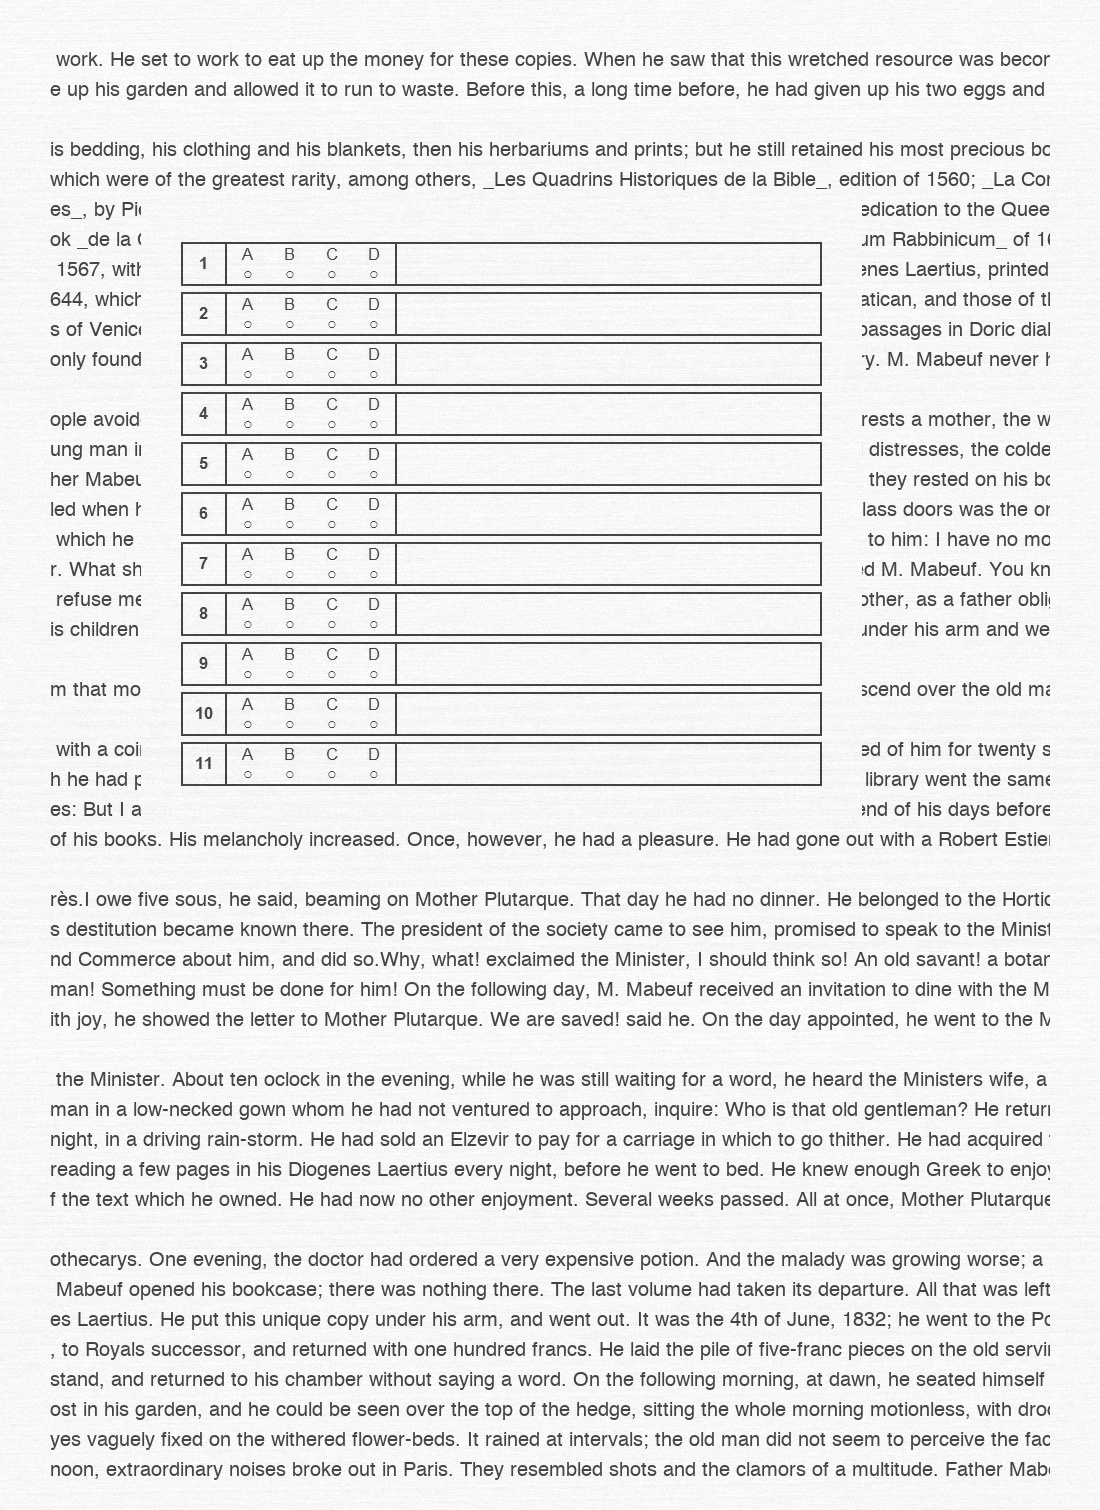 work. He set to work to eat up the money for these copies. When he saw that this wretched resource was becor
e up his garden and allowed it to run to waste. Before this, a long time before, he had given up his two eggs and
is bedding, his clothing and his blankets, then his herbariums and prints; but he still retained his most precious bo
which were of the greatest rarity, among others, _Les Quadrins Historiques de la Bible_, edition of 1560; _La Cor
es_, by Pie
ok _de la
1567, with
644, which
s of Venice
only found
ople avoid
ung man in
her Mabeu
led when h
which he
r. What sh
refuse me
is children
m that mo
with a coin
h he had p
es: But I a
1 A B C D
2 A B C D
3 A B C D
4 A B C D
5 A B C D
6 A B C D
7 A B C D
8 A B C D
9 A B C D
10 A B C D
11 A B C D
edication to the Quee
um Rabbinicum_ of 16
enes Laertius, printed
atican, and those of th
passages in Doric dial
ry. M. Mabeuf never h
rests a mother, the w
distresses, the colde
they rested on his bo
lass doors was the on
to him: I have no mo
ed M. Mabeuf. You kn
other, as a father oblig
under his arm and we
scend over the old ma
ed of him for twenty s
library went the same
end of his days before
of his books. His melancholy increased. Once, however, he had a pleasure. He had gone out with a Robert Estien
rès.I owe five sous, he said, beaming on Mother Plutarque. That day he had no dinner. He belonged to the Hortic
s destitution became known there. The president of the society came to see him, promised to speak to the Minist
nd Commerce about him, and did so.Why, what! exclaimed the Minister, I should think so! An old savant! a botan
man! Something must be done for him! On the following day, M. Mabeuf received an invitation to dine with the M
ith joy, he showed the letter to Mother Plutarque. We are saved! said he. On the day appointed, he went to the M
the Minister. About ten oclock in the evening, while he was still waiting for a word, he heard the Ministers wife, a
man in a low-necked gown whom he had not ventured to approach, inquire: Who is that old gentleman? He return
night, in a driving rain-storm. He had sold an Elzevir to pay for a carriage in which to go thither. He had acquired
reading a few pages in his Diogenes Laertius every night, before he went to bed. He knew enough Greek to enjoy
f the text which he owned. He had now no other enjoyment. Several weeks passed. All at once, Mother Plutarque
othecarys. One evening, the doctor had ordered a very expensive potion. And the malady was growing worse; a
Mabeuf opened his bookcase; there was nothing there. The last volume had taken its departure. All that was left
es Laertius. He put this unique copy under his arm, and went out. It was the 4th of June, 1832; he went to the Po
, to Royals successor, and returned with one hundred francs. He laid the pile of five-franc pieces on the old servin
stand, and returned to his chamber without saying a word. On the following morning, at dawn, he seated himself
ost in his garden, and he could be seen over the top of the hedge, sitting the whole morning motionless, with droo
yes vaguely fixed on the withered flower-beds. It rained at intervals; the old man did not seem to perceive the fac
noon, extraordinary noises broke out in Paris. They resembled shots and the clamors of a multitude. Father Mabe